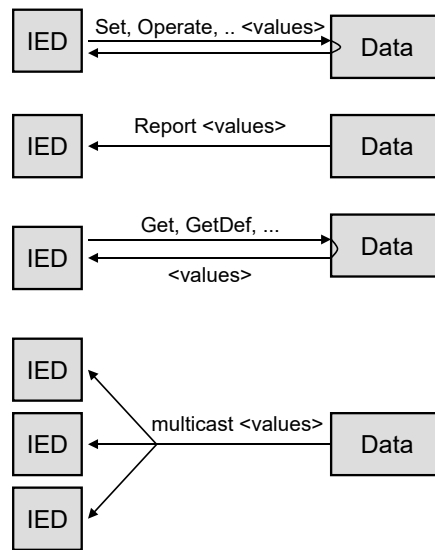 IED
Set, Operate, .. <values>
Data
IED
Report <values>
Data
IED
Get, GetDef, ...
<values>
Data
IED
IED
multicast <values>
Data
IED